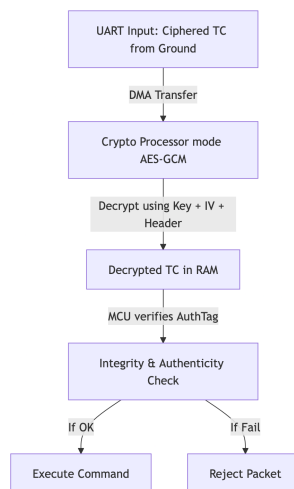 UART Input: Ciphered TC
from Ground
DMA Transfer
Crypto Processor mode
AES-GCM
Decrypt using Key + IV +
Header
Decrypted TC in RAM
MCU verifies AuthTag
Integrity & Authenticity
Check
If OK
If Fail
Execute Command
Reject Packet